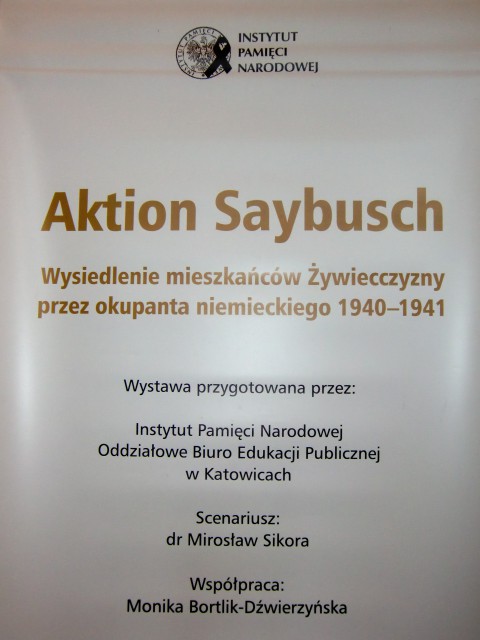 INSTYTUT
PAMIĘCI
NARODOWEJ
Aktion Saybusch
Wysiedlenie mieszkańców Żywiecczyzny
przez okupanta niemieckiego 1940–1941
Wystawa przygotowana przez:
Instytut Pamięci Narodowej
Oddziałowe Biuro Edukacji Publicznej
w Katowicach
Scenariusz:
dr Mirosław Sikora
Współpraca:
Monika Bortlik-Dźwierzyńska